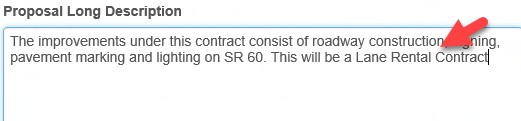 Proposal Long Description
The improvements under this contract consist of roadway construction,
pavement marking and lighting on SR 60. This will be a Lane Rental Contract